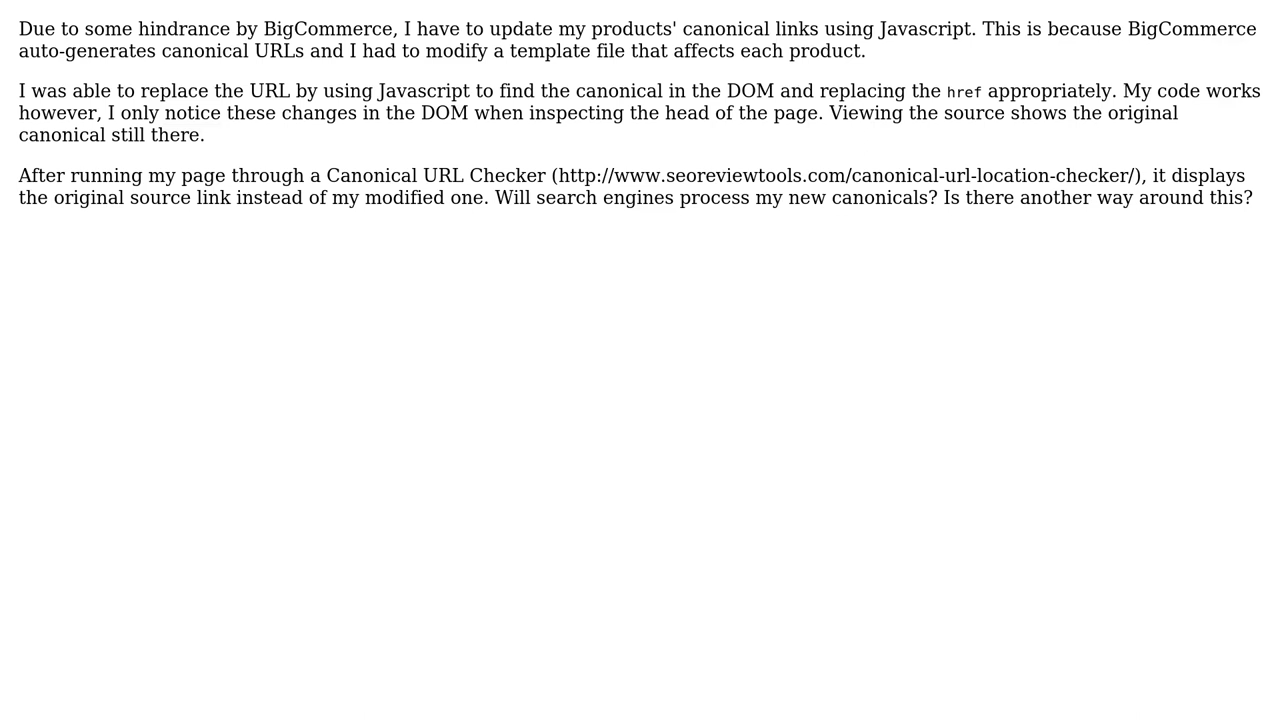 Due to some hindrance by BigCommerce, I have to update my products' canonical links using Javascript. This is because BigCommerce
auto-generates canonical URLs and I had to modify a template file that affects each product.
I was able to replace the URL by using Javascript to find the canonical in the DOM and replacing the href appropriately. My code works
however, I only notice these changes in the DOM when inspecting the head of the page. Viewing the source shows the original
canonical still there.
After running my page through a Canonical URL Checker (http://www.seoreviewtools.com/canonical-url-location-checker/), it displays
the original source link instead of my modified one. Will search engines process my new canonicals? Is there another way around this?